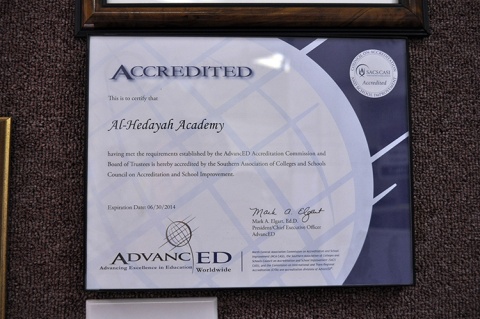 ACCREDITED
SACS CASI
Accredited
This is to certify that
Al-Hedayah Academy
having met the requirements established by the AdvancED Accreditation Commission and
Board of Trustees is hereby accredited by the Southern Association of Colleges and Schools
Council on Accreditation and School Improvement.
Expiration Date: 06/30/2014
Mark A. Elgart, Ed.D.
President/Chief Executive Officer
AdvancED
ADVANCED
Advancing Excellence in Education Worldwide